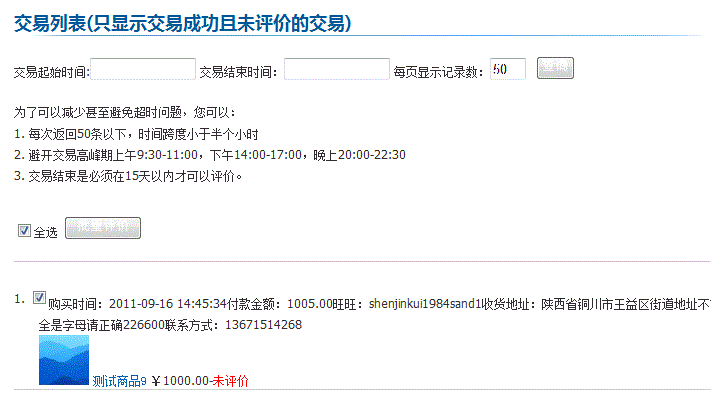 交易列表(只显示交易成功且未评价的交易)
交易起始时间: 交易结束时间： 每页显示记录数： 50
为了可以减少甚至避免超时问题，您可以：
1. 每次返回50条以下，时间跨度小于半个小时
2. 避开交易高峰期上午9:30-11:00，下午14:00-17:00，晚上20:00-22:30
3. 交易结束是必须在15天以内才可以评价。
全选 批量评价
1. 购买时间：2011-09-16 14:45:34付款金额：1005.00旺旺：shenjinkui1984sand1收货地址：陕西省铜川市王益区街道地址不
全是字母请正确226600联系方式：13671514268
测试商品9 ￥1000.00-未评价